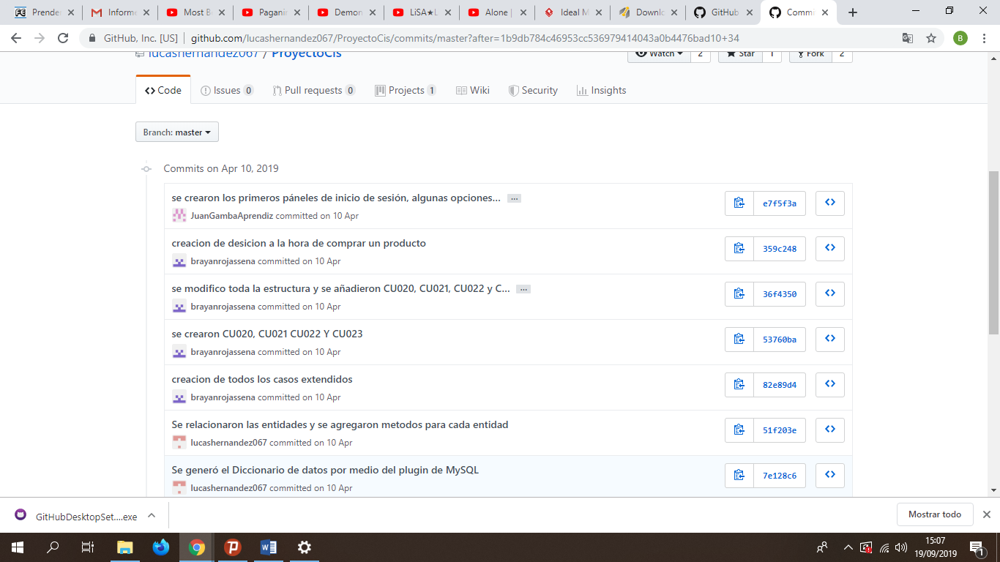 Prende
Informe
Most B
Paganin
Demon
LiSA★L
Alone |
Ideal M
Downlo
GitHub
Comm
GitHub, Inc. [US] | github.com/lucashernandez067/ProyectoCis/commits/master?after=1b9db784c46953cc536979414043a0b4476bad10+34
B
lucashernandez067 / ProyectoCis
Watch 2 Star 1 Fork 2
Code Issues 0 Pull requests 0 Projects 1 Wiki Security Insights
Branch: master
Commits on Apr 10, 2019
se crearon los primeros páneles de inicio de sesión, algunas opciones... ...
JuanGambaAprendiz committed on 10 Apr
e7f5f3a
creacion de desicion a la hora de comprar un producto
brayanrojassena committed on 10 Apr
359c248
se modifico toda la estructura y se añadieron CU020, CU021, CU022 y C... ...
brayanrojassena committed on 10 Apr
36f4350
se crearon CU020, CU021 CU022 Y CU023
brayanrojassena committed on 10 Apr
53760ba
creacion de todos los casos extendidos
brayanrojassena committed on 10 Apr
82e89d4
Se relacionaron las entidades y se agregaron metodos para cada entidad
lucashernandez067 committed on 10 Apr
51f203e
Se generó el Diccionario de datos por medio del plugin de MySQL
lucashernandez067 committed on 10 Apr
7e128c6
GitHubDesktopSet....exe
Mostrar todo
15:07
19/09/2019
1